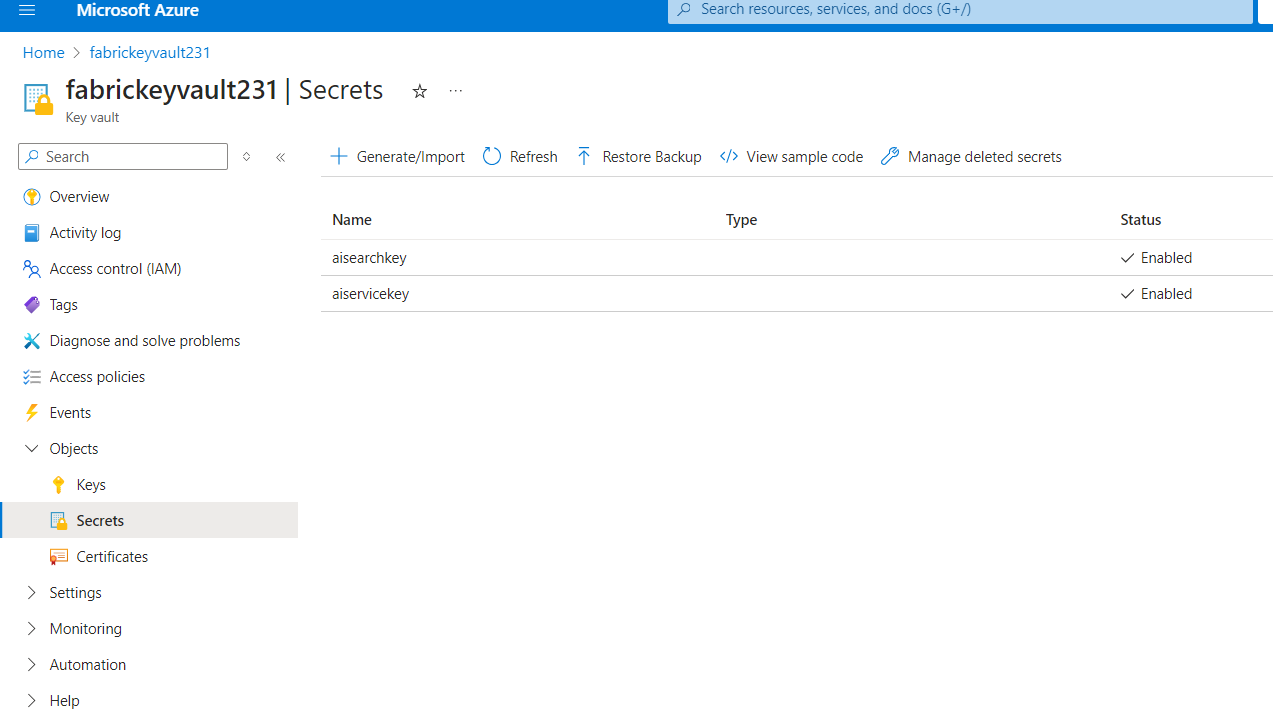 Microsoft Azure
Search resources, services, and docs (G+/)
Home > fabrickeyvault231
fabrickeyvault231 | Secrets
Key vault
Search
Generate/Import
Refresh
Restore Backup
View sample code
Manage deleted secrets
Overview
Activity log
Access control (IAM)
Tags
Diagnose and solve problems
Access policies
Events
Objects
Keys
Secrets
Certificates
Settings
Monitoring
Automation
Help
Name Type Status
aisearchkey Enabled
aiservicekey Enabled